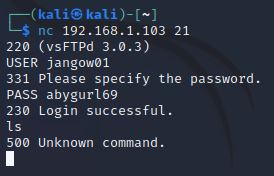 (kali㉿kali)-[~]
$ nc 192.168.1.103 21
220 (vsFTPd 3.0.3)
USER jangow01
331 Please specify the password.
PASS abygurl69
230 Login successful.
ls
500 Unknown command.